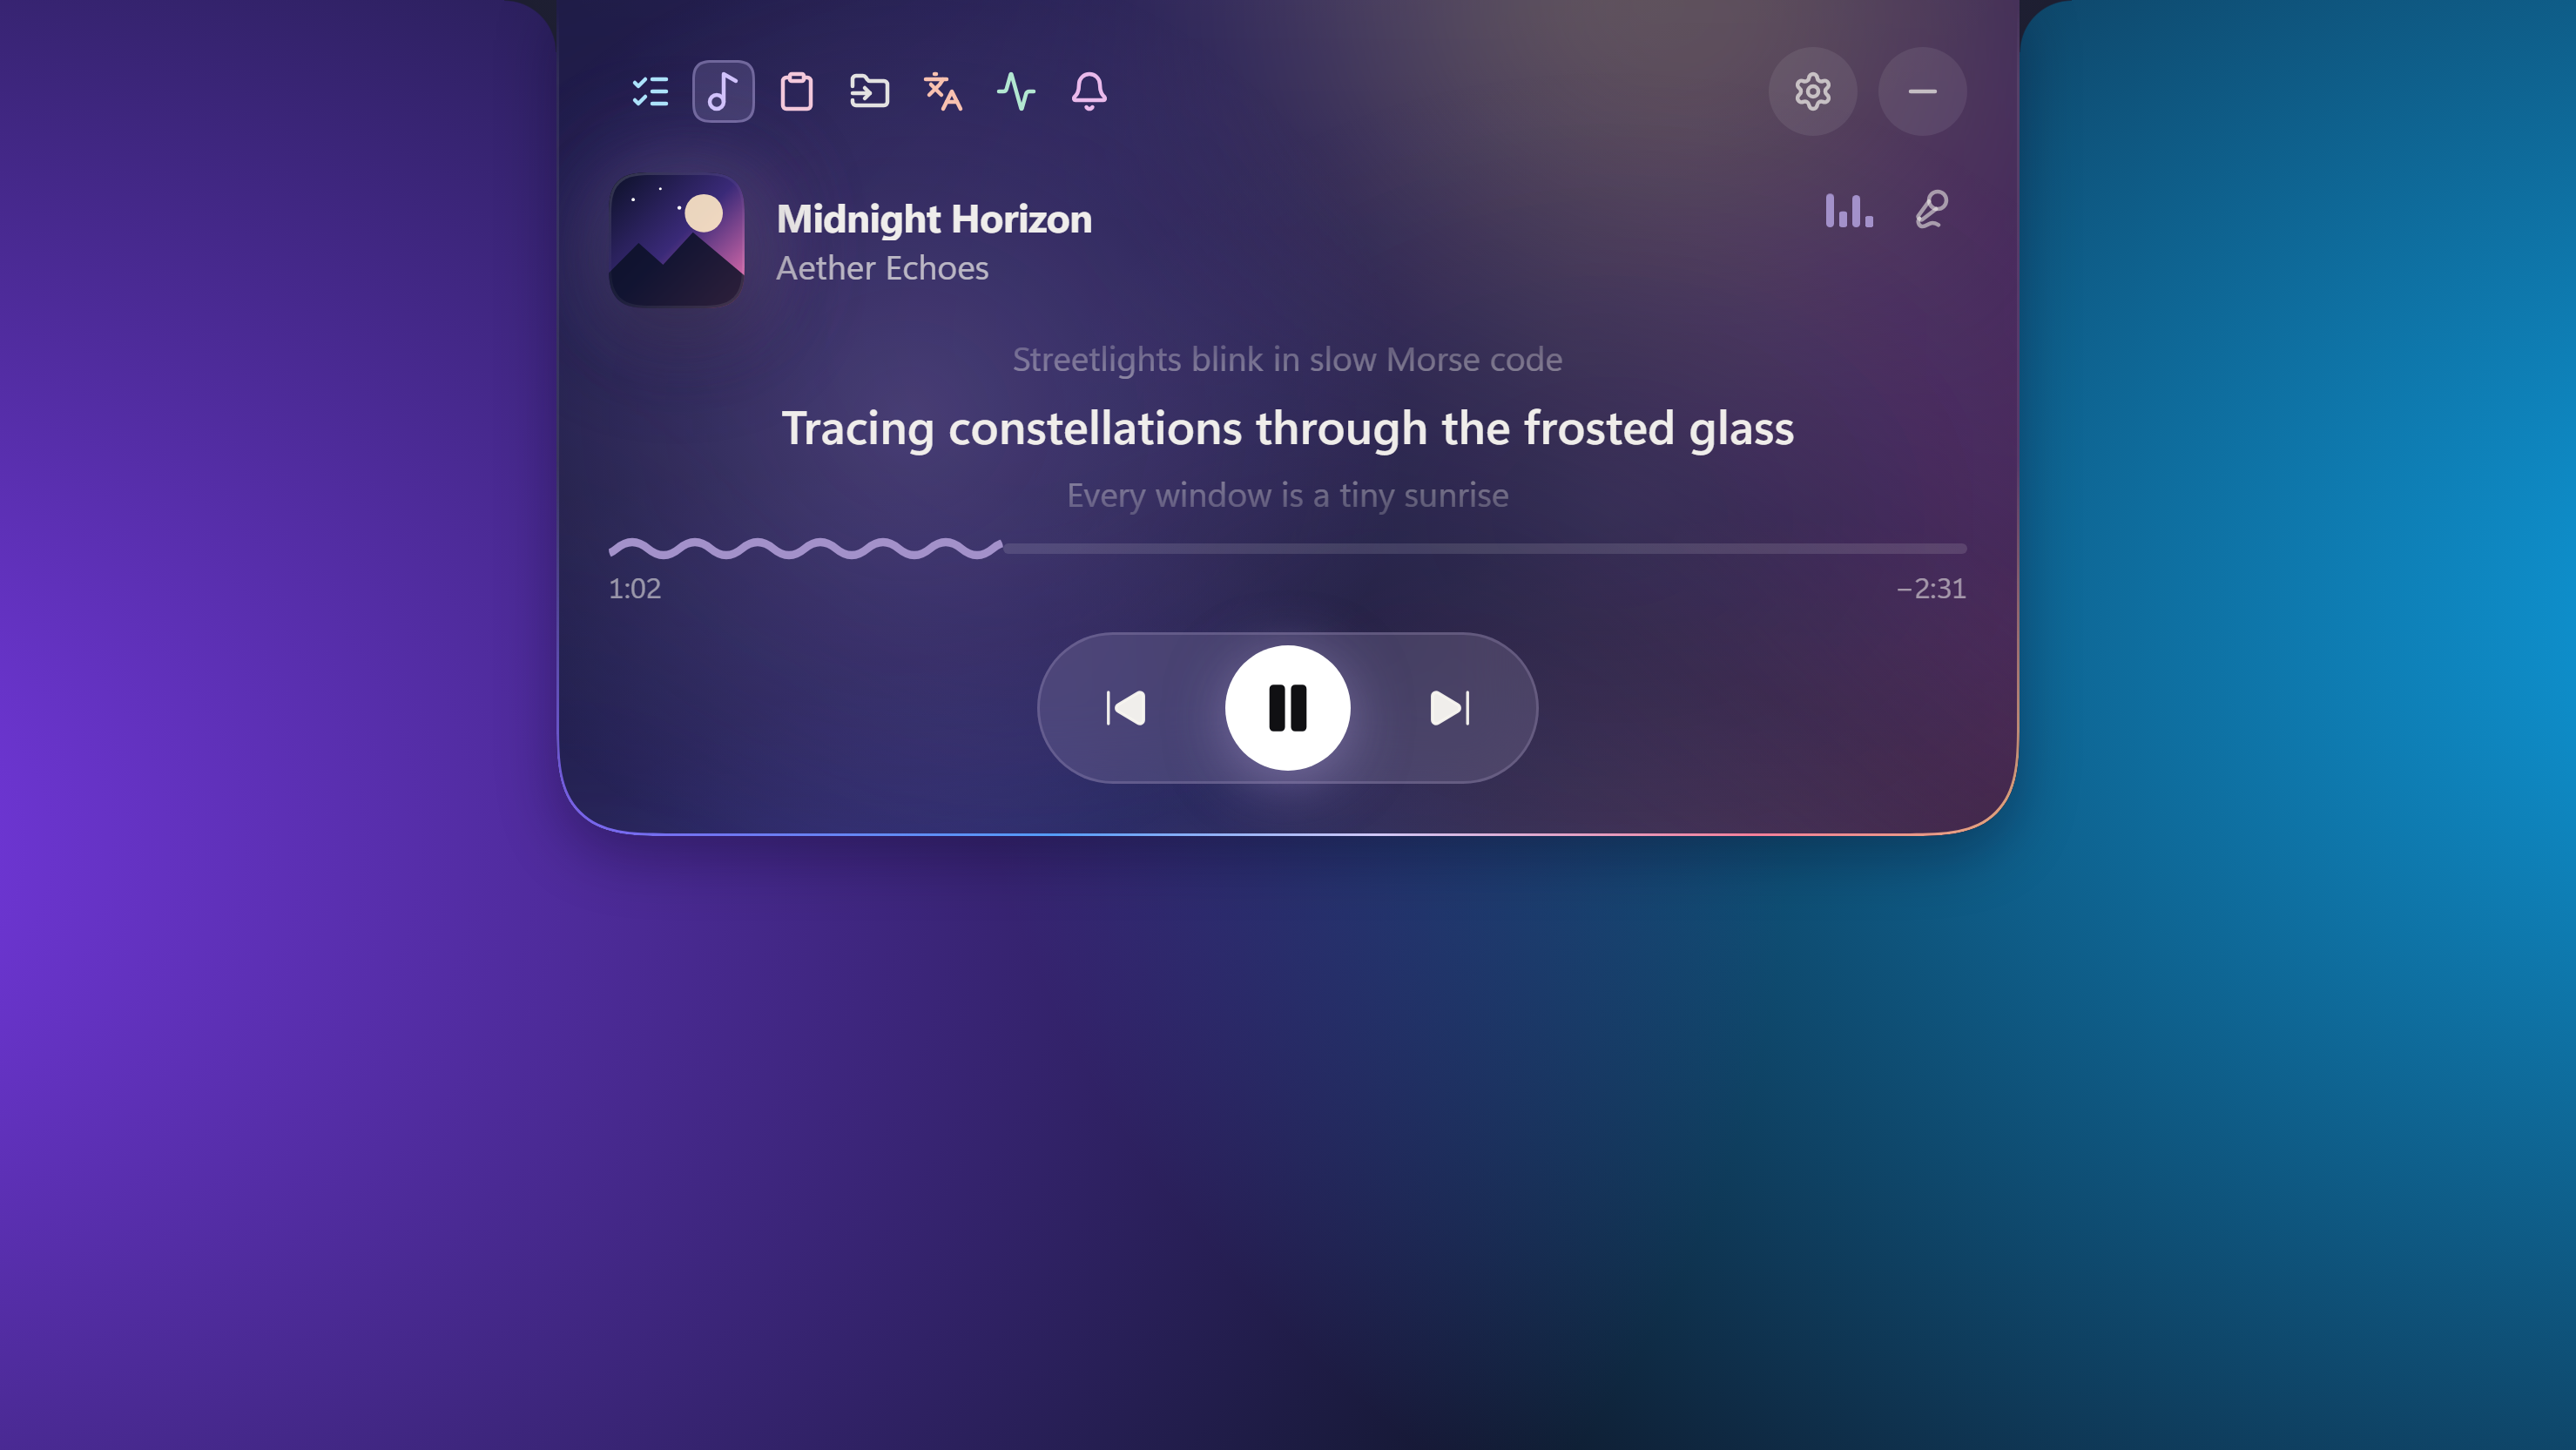 Midnight Horizon
Aether Echoes
Streetlights blink in slow Morse code
Tracing constellations through the frosted glass
Every window is a tiny sunrise
1:02
−2:31